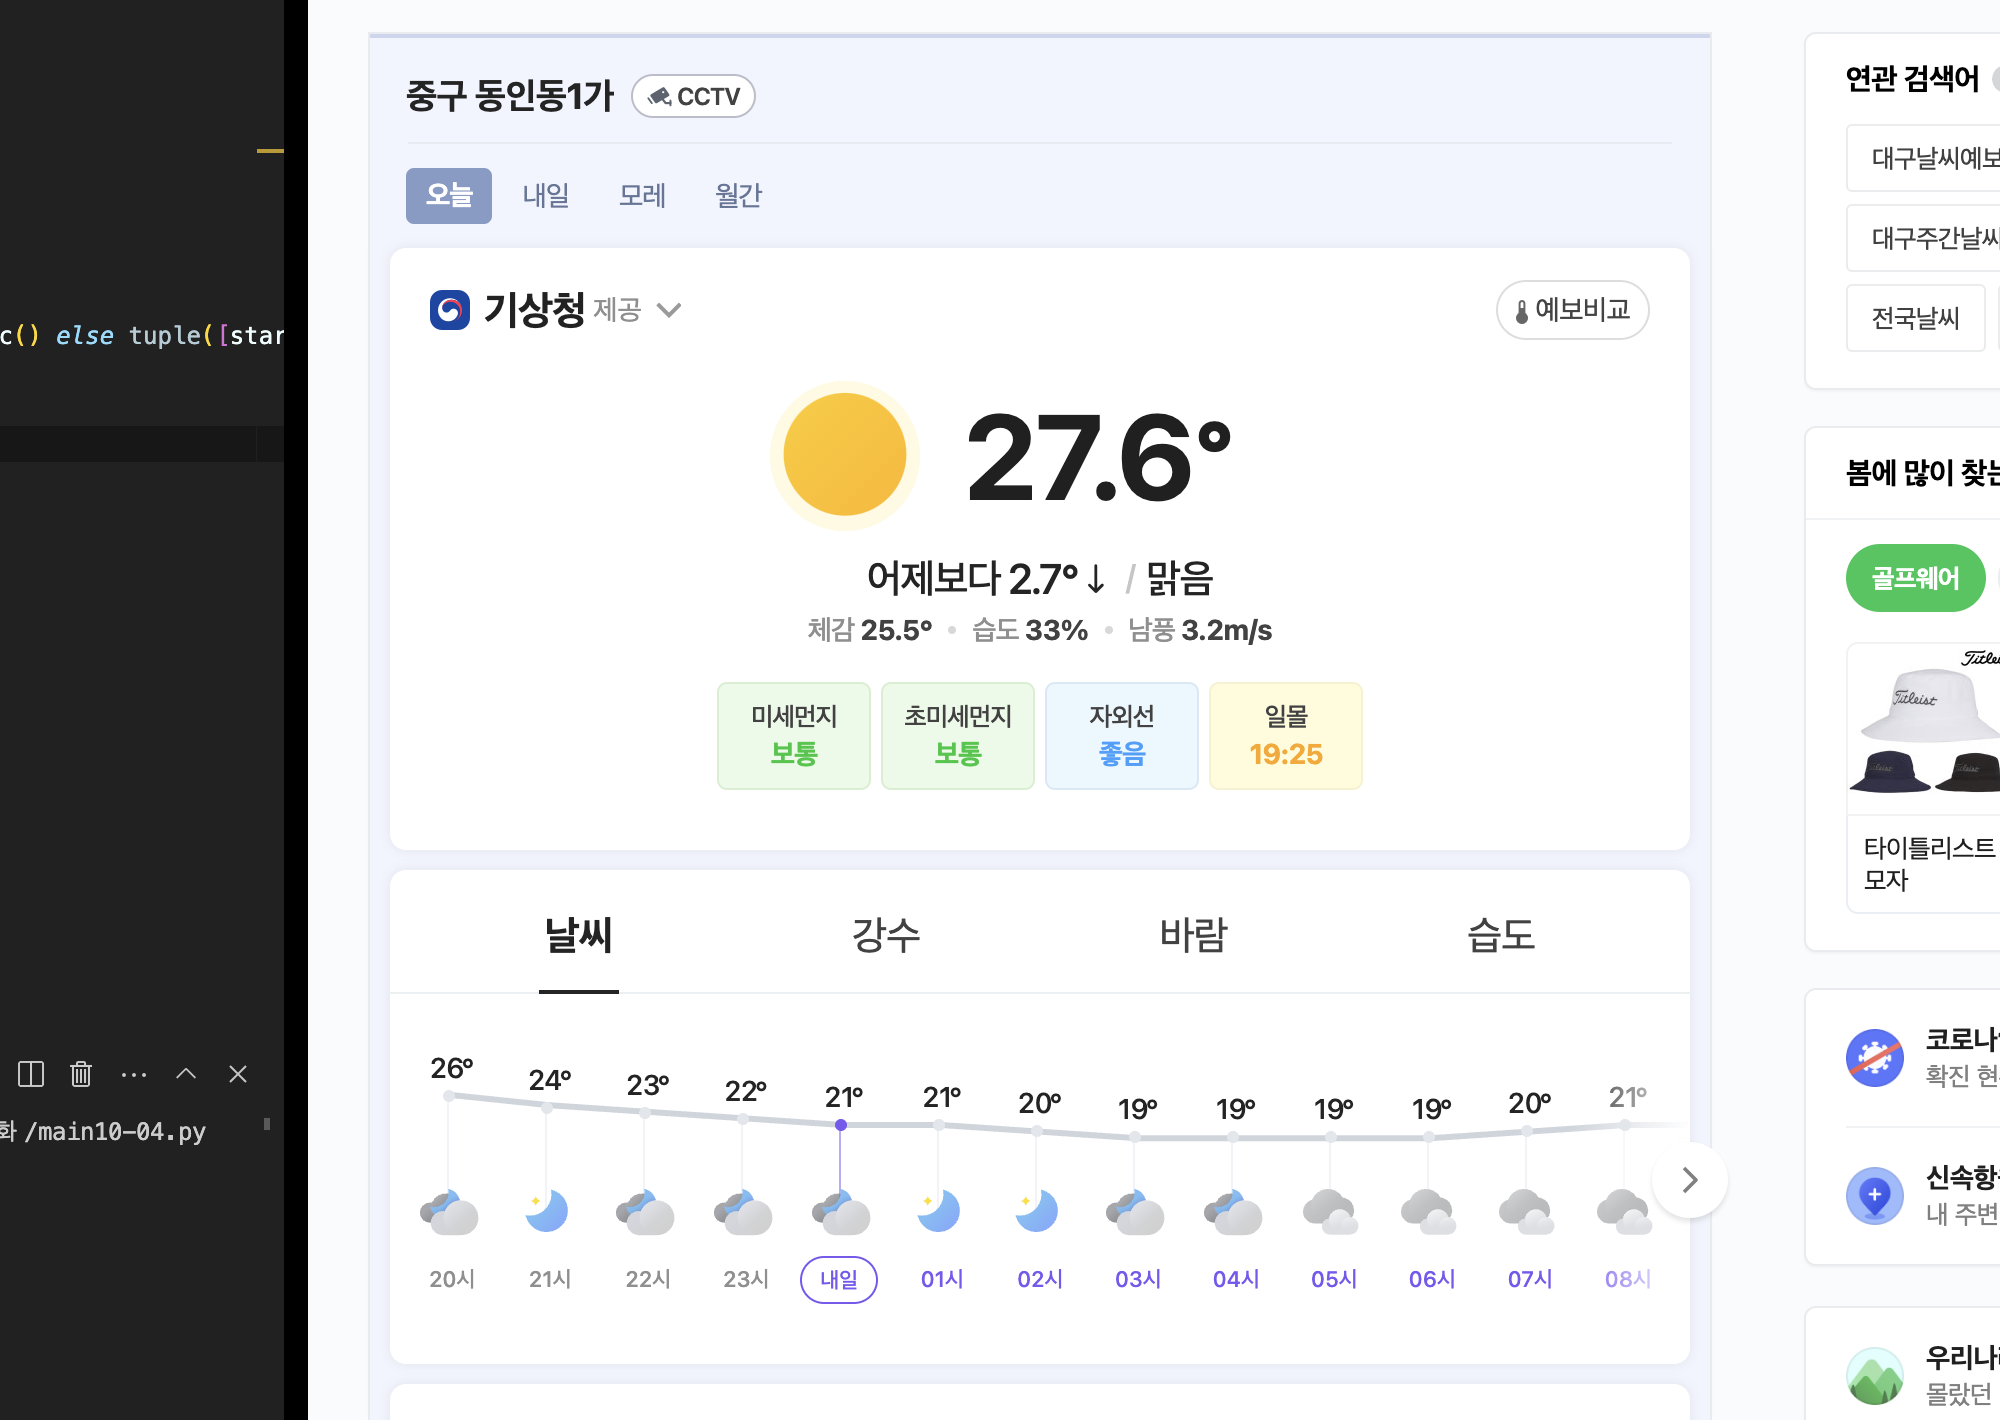 c() else tuple([star
화 /main10-04.py
중구 동인동1가 CCTV
오늘 내일 모레 월간
기상청 제공
예보비교
27.6°
어제보다 2.7°↓ / 맑음
체감 25.5° • 습도 33% • 남풍 3.2m/s
미세먼지 초미세먼지 자외선 일몰
보통 보통 좋음 19:25
날씨 강수 바람 습도
26° 24° 23° 22° 21° 21° 20° 19° 19° 19° 19° 20° 21°
20시 21시 22시 23시 내일 01시 02시 03시 04시 05시 06시 07시 08시
연관 검색어
대구날씨예보
대구주간날씨
전국날씨
봄에 많이 찾는
골프웨어
Titleist
타이틀리스트
모자
코로나
확진 현
신속항
내 주변
우리나
몰랐던